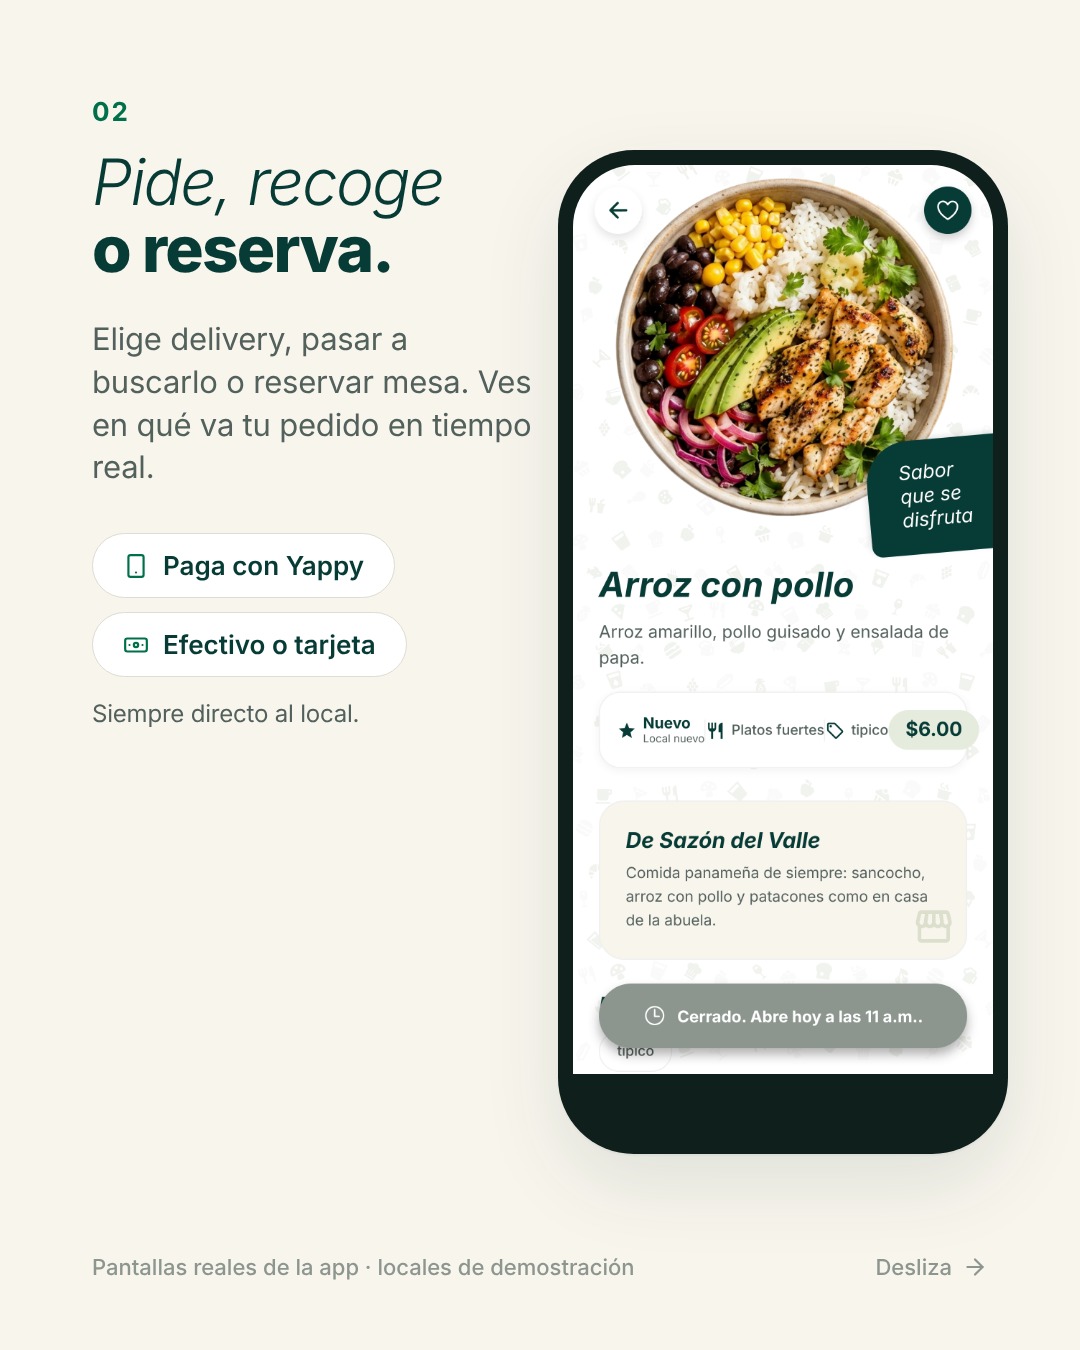 02
Pide, recoge
o reserva.
Elige delivery, pasar a
buscarlo o reservar mesa. Ves
en qué va tu pedido en tiempo
real.
Paga con Yappy
Efectivo o tarjeta
Siempre directo al local.
Sabor
que se
disfruta
Arroz con pollo
Arroz amarillo, pollo guisado y ensalada de
papa.
Nuevo
Local nuevo
Platos fuertes
tipico
$6.00
De Sazón del Valle
Comida panameña de siempre: sancocho,
arroz con pollo y patacones como en casa
de la abuela.
Cerrado. Abre hoy a las 11 a.m..
tipico
Pantallas reales de la app · locales de demostración
Desliza →